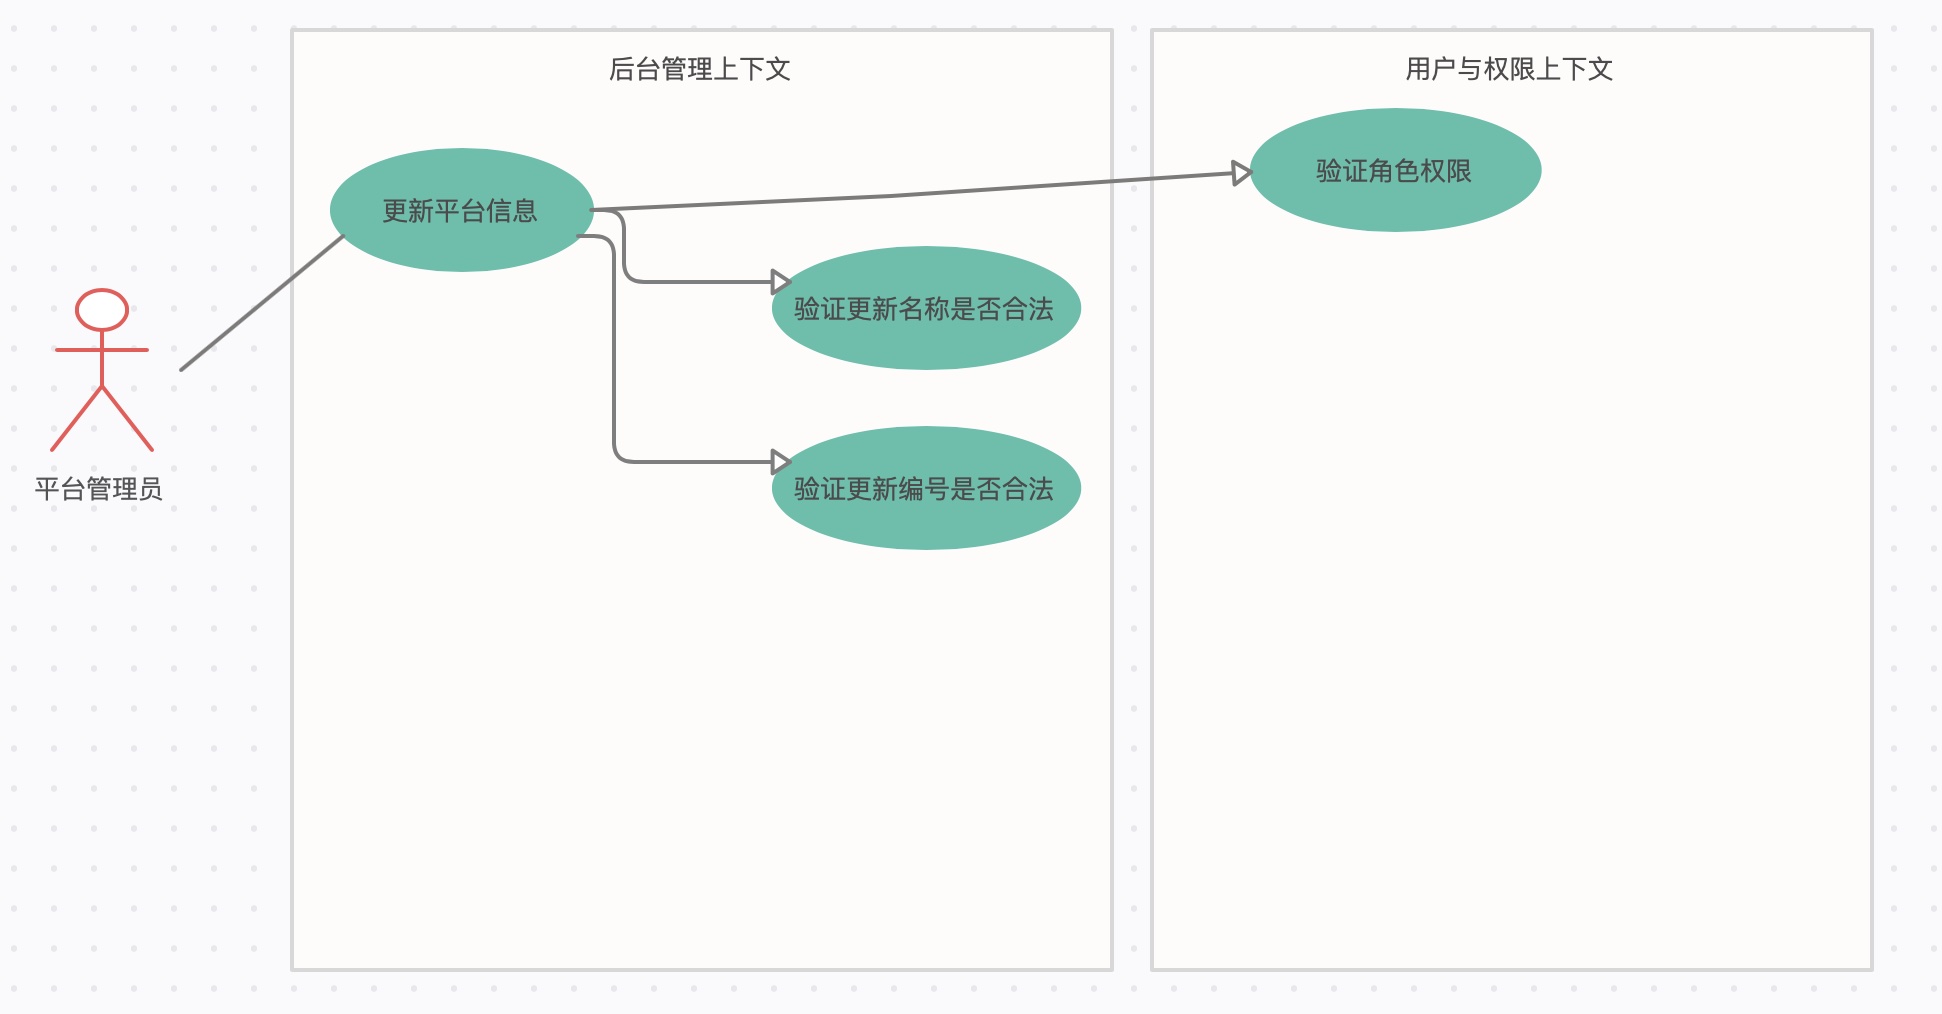 后台管理上下文
用户与权限上下文
更新平台信息
验证角色权限
验证更新名称是否合法
验证更新编号是否合法
平台管理员